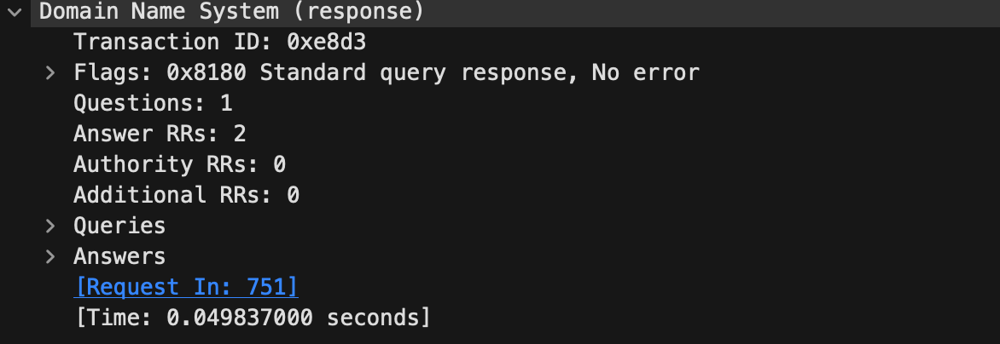 Domain Name System (response)
Transaction ID: 0xe8d3
Flags: 0x8180 Standard query response, No error
Questions: 1
Answer RRs: 2
Authority RRs: 0
Additional RRs: 0
Queries
Answers
[Request In: 751]
[Time: 0.049837000 seconds]